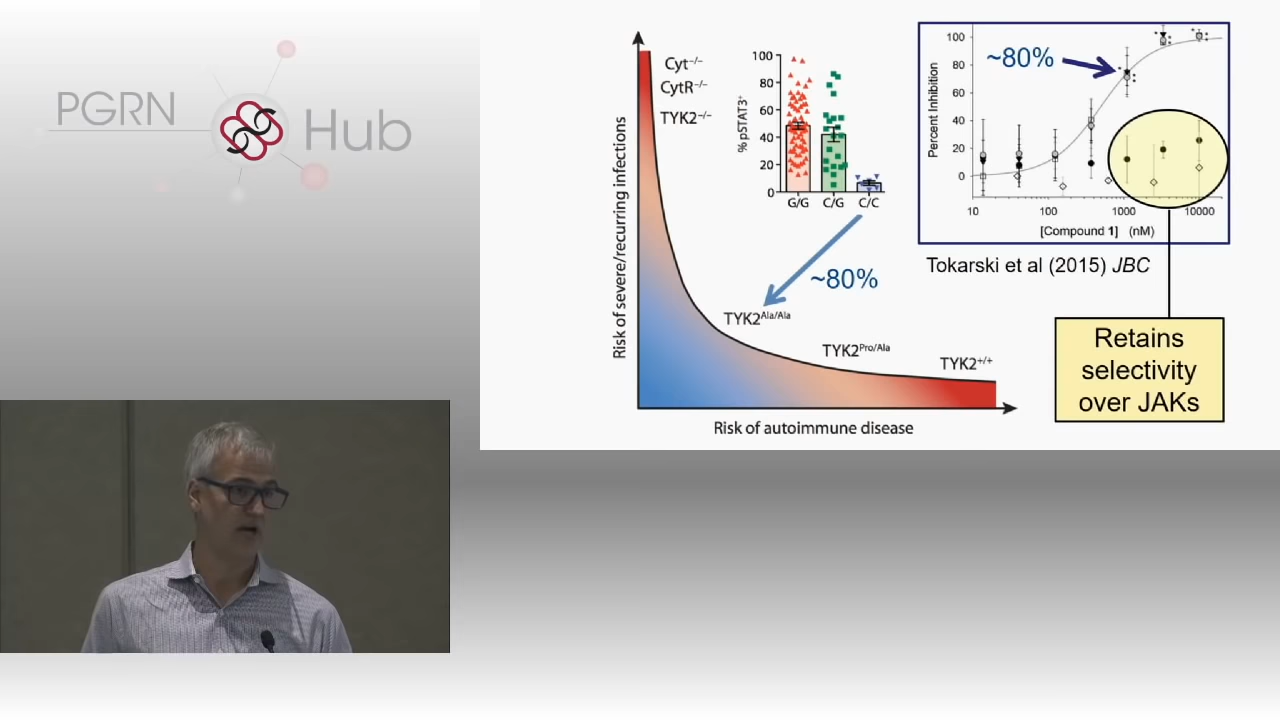 PGRN
Hub
Risk of severe/recurring infections
Cyt⁻/⁻
CytR⁻/⁻
TYK2⁻/⁻
% pSTAT3⁺
100
80
60
40
20
0
G/G C/G C/C
~80%
TYK2Ala/Ala
TYK2Pro/Ala
TYK2+/+
Risk of autoimmune disease
Percent Inhibition
100
80
60
40
20
0
~80%
10 100 1000 10000
[Compound 1] (nM)
Tokarski et al (2015) JBC
Retains
selectivity
over JAKs